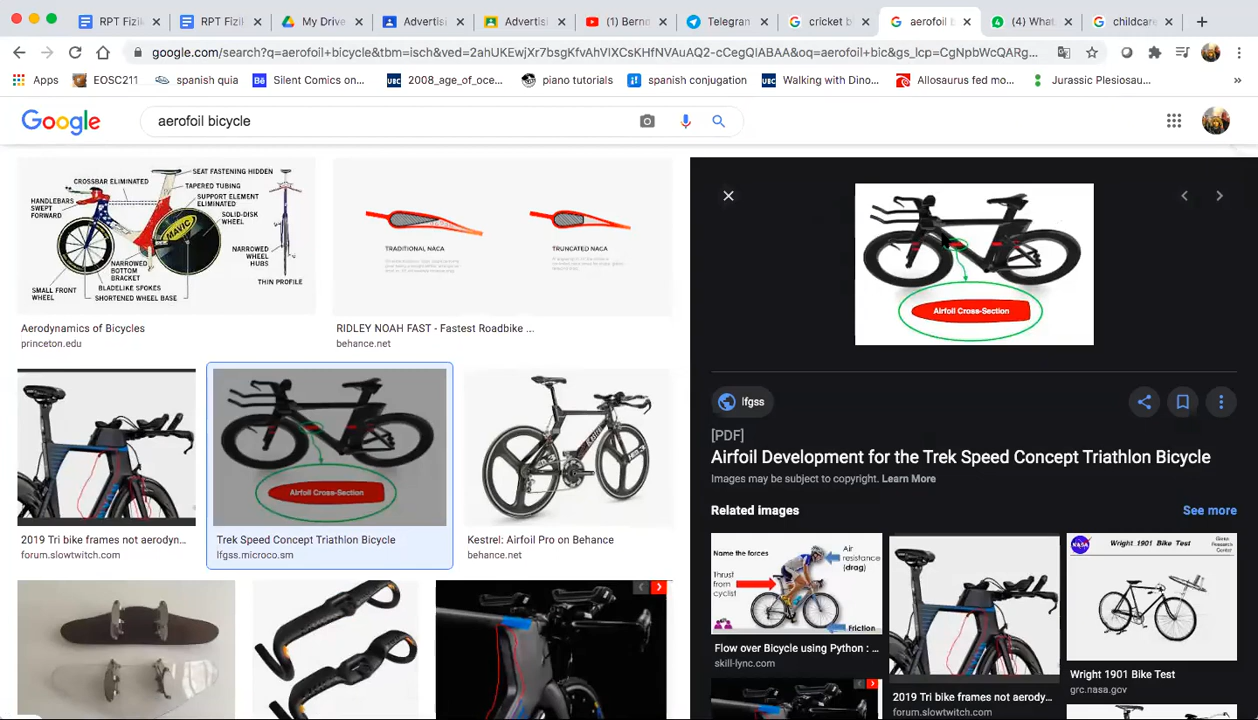 RPT Fizik
RPT Fizik
My Drive
Advertisi
Advertisi
(1) Bernd
Telegram
cricket b
aerofoil b
(4) What
childcare
google.com/search?q=aerofoil+bicycle&tbm=isch&ved=2ahUKEwjXr7bsgKfvAhVIXCsKHfNVAuAQ2-cCegQIABAA&oq=aerofoil+bic&gs_lcp=CgNpbWcQARg...
Apps
EOSC211
spanish quia
Silent Comics on...
2008_age_of_oce...
piano tutorials
spanish conjugation
Walking with Dino...
Allosaurus fed mo...
Jurassic Plesiosau...
Google
aerofoil bicycle
CROSSBAR ELIMINATED
SEAT FASTENING HIDDEN
TAPERED TUBING
SUPPORT ELEMENT
ELIMINATED
HANDLEBARS
SWEPT
FORWARD
SOLID-DISK
WHEEL
MAVIC
NARROWED
WHEEL
HUBS
NARROWED
BOTTOM
BRACKET
BLADELIKE SPOKES
SMALL FRONT
WHEEL
SHORTENED WHEEL BASE
THIN PROFILE
TRADITIONAL NACA
TRUNCATED NACA
Aerodynamics of Bicycles
princeton.edu
RIDLEY NOAH FAST - Fastest Roadbike ...
behance.net
Airfoil Cross-Section
2019 Tri bike frames not aerodyn...
forum.slowtwitch.com
Trek Speed Concept Triathlon Bicycle
lfgss.microco.sm
Kestrel: Airfoil Pro on Behance
behance.net
Airfoil Cross-Section
lfgss
[PDF]
Airfoil Development for the Trek Speed Concept Triathlon Bicycle
Images may be subject to copyright. Learn More
Related images
See more
Name the forces
Air
resistance
(drag)
Thrust
from
cyclist
Friction
NASA
Wright 1901 Bike Test
Glenn
Research
Center
Flow over Bicycle using Python : ...
skill-lync.com
2019 Tri bike frames not aerody...
forum.slowtwitch.com
Wright 1901 Bike Test
grc.nasa.gov